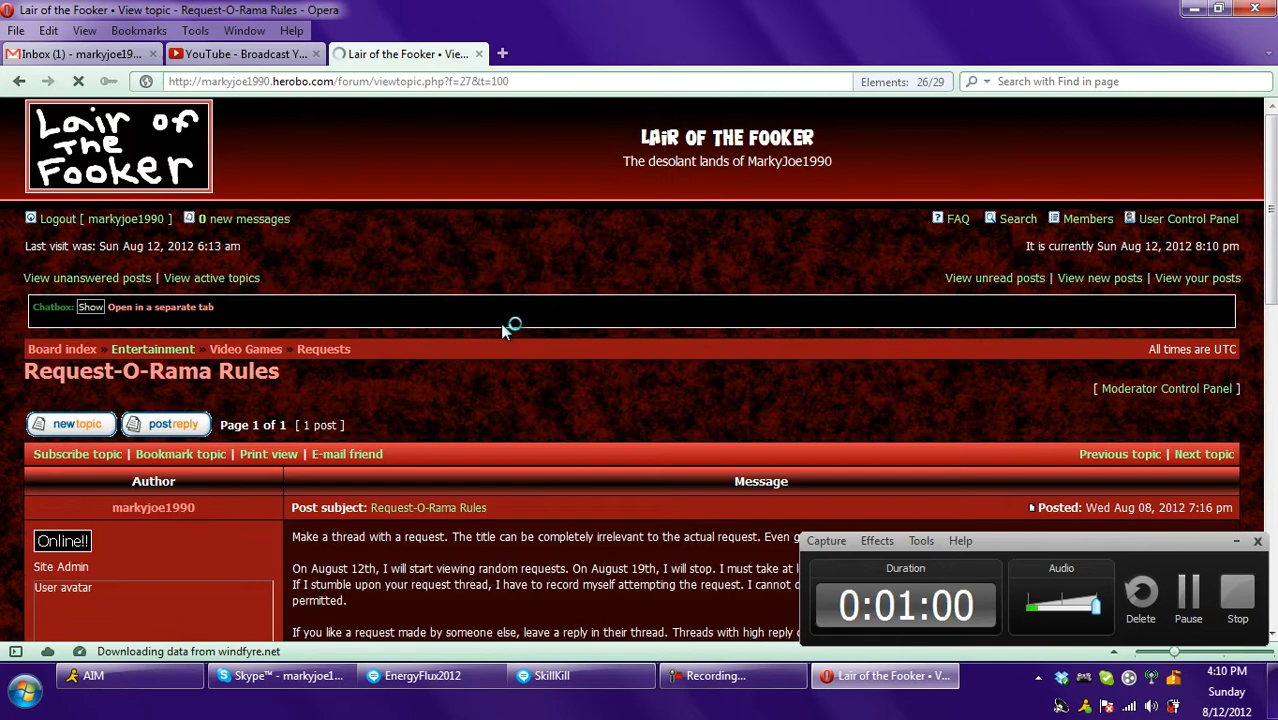 Lair of the Fooker • View topic - Request-O-Rama Rules - Opera
File Edit View Bookmarks Tools Window Help
Inbox (1) - markyjoe19...
YouTube - Broadcast Y...
Lair of the Fooker • Vie...
http://markyjoe1990.herobo.com/forum/viewtopic.php?f=27&t=100
Elements: 26/29
Search with Find in page
Lair of
The
Fooker
LAIR OF THE FOOKER
The desolant lands of MarkyJoe1990
Logout [ markyjoe1990 ] 0 new messages
FAQ Search Members User Control Panel
Last visit was: Sun Aug 12, 2012 6:13 am
It is currently Sun Aug 12, 2012 8:10 pm
View unanswered posts | View active topics
View unread posts | View new posts | View your posts
Chatbox: Show Open in a separate tab
Board index » Entertainment » Video Games » Requests
All times are UTC
Request-O-Rama Rules
[ Moderator Control Panel ]
newtopic postreply Page 1 of 1 [ 1 post ]
Subscribe topic | Bookmark topic | Print view | E-mail friend
Previous topic | Next topic
Author
Message
markyjoe1990
Post subject: Request-O-Rama Rules
Posted: Wed Aug 08, 2012 7:16 pm
Online!!
Site Admin
User avatar
Make a thread with a request. The title can be completely irrelevant to the actual request. Even g
On August 12th, I will start viewing random requests. On August 19th, I will stop. I must take at l
If I stumble upon your request thread, I have to record myself attempting the request. I cannot d
permitted.
If you like a request made by someone else, leave a reply in their thread. Threads with high reply c
Capture Effects Tools Help
Duration
0:01:00
Audio
Delete
Pause
Stop
Downloading data from windfyre.net
AIM
Skype™ - markyjoe1...
EnergyFlux2012
SkillKill
Recording...
Lair of the Fooker • V...
4:10 PM
Sunday
8/12/2012